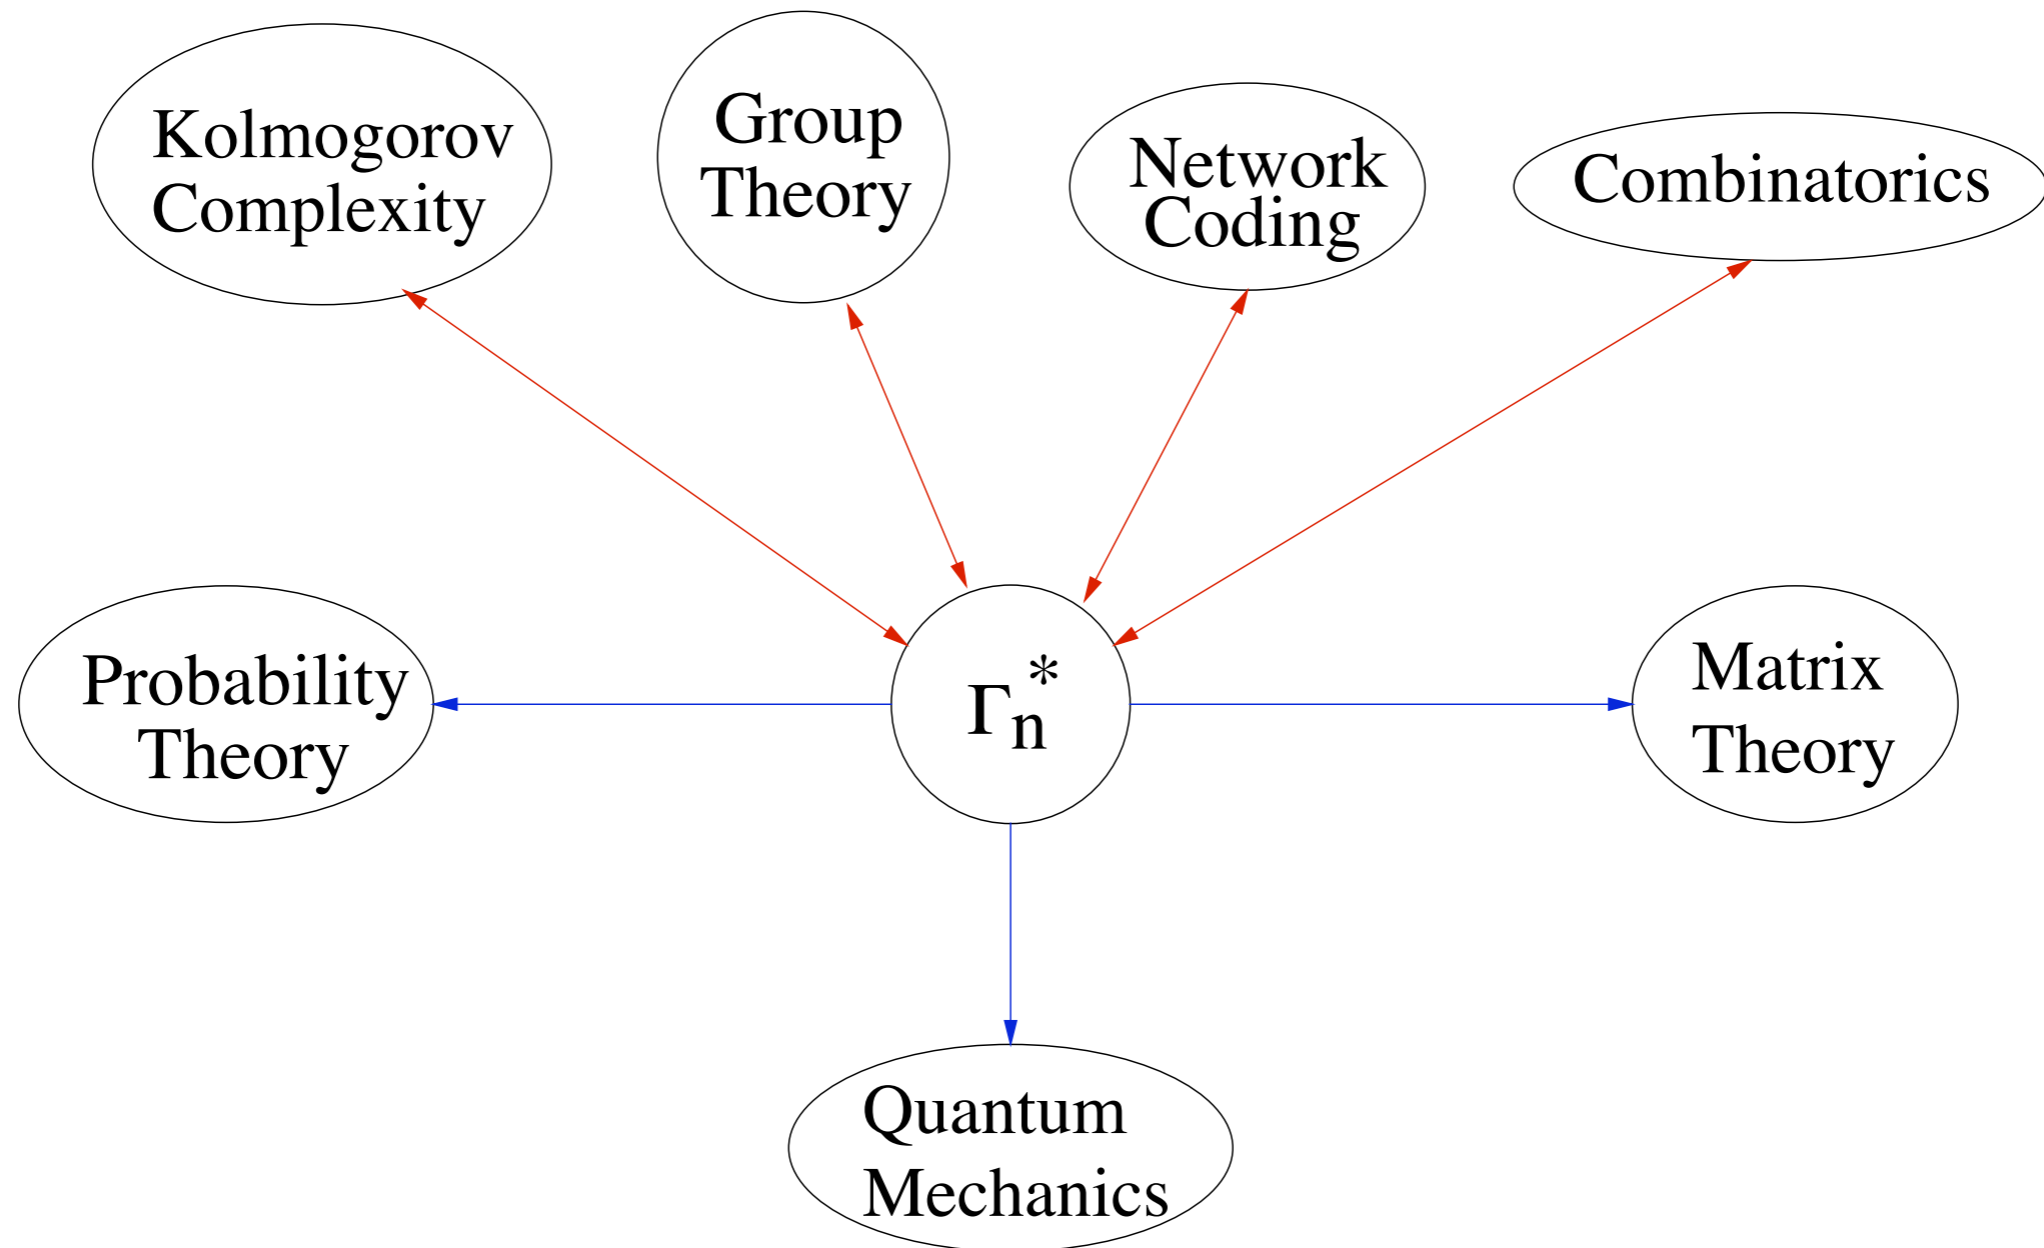 Kolmogorov
Complexity
Group
Theory
Network
Coding
Combinatorics
Probability
Theory
Γn*
Matrix
Theory
Quantum
Mechanics